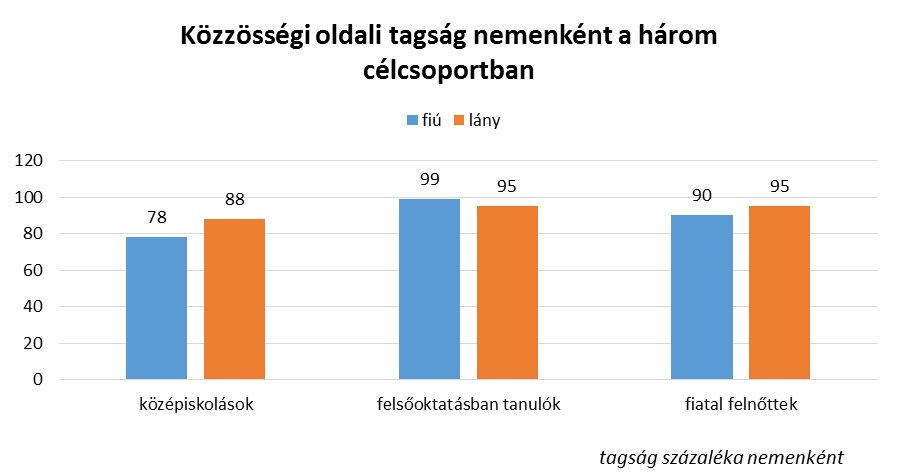 Közzösségi oldali tagság nemenként a három
célcsoportban
fiú lány
120
100
80
60
40
20
0
78 88
99 95
90 95
középiskolások felsőoktatásban tanulók fiatal felnőttek
tagság százaléka nemenként